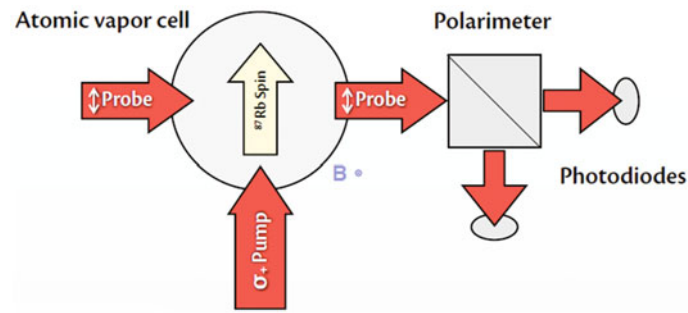 Atomic vapor cell
Polarimeter
Probe
⁸⁷Rb Spin
Probe
B
Photodiodes
σ₊ Pump